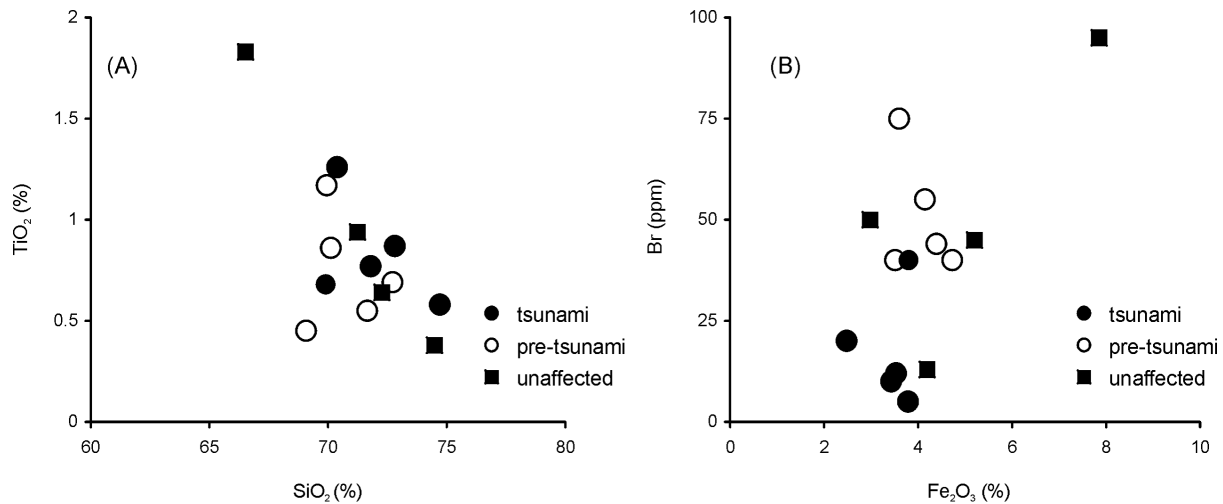 (A)
TiO₂ (%)
2
1.5
1
0.5
0
60
65
70
75
80
SiO₂ (%)
tsunami
pre-tsunami
unaffected
(B)
Br (ppm)
100
75
50
25
0
0
2
4
6
8
10
Fe₂O₃ (%)
tsunami
pre-tsunami
unaffected